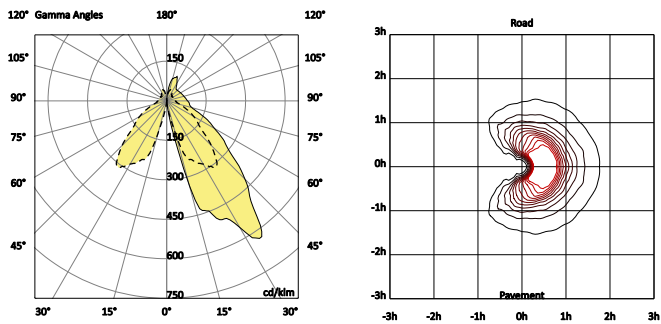 120° Gamma Angles 180° 120°
105° 105°
150
90° 90°
75° 150 75°
60° 300 60°
45° 450 45°
600
750 cd/klm
30° 15° 0° 15° 30°
Road
3h
2h
1h
0h
-1h
-2h
-3h
Pavement
-3h -2h -1h 0h 1h 2h 3h